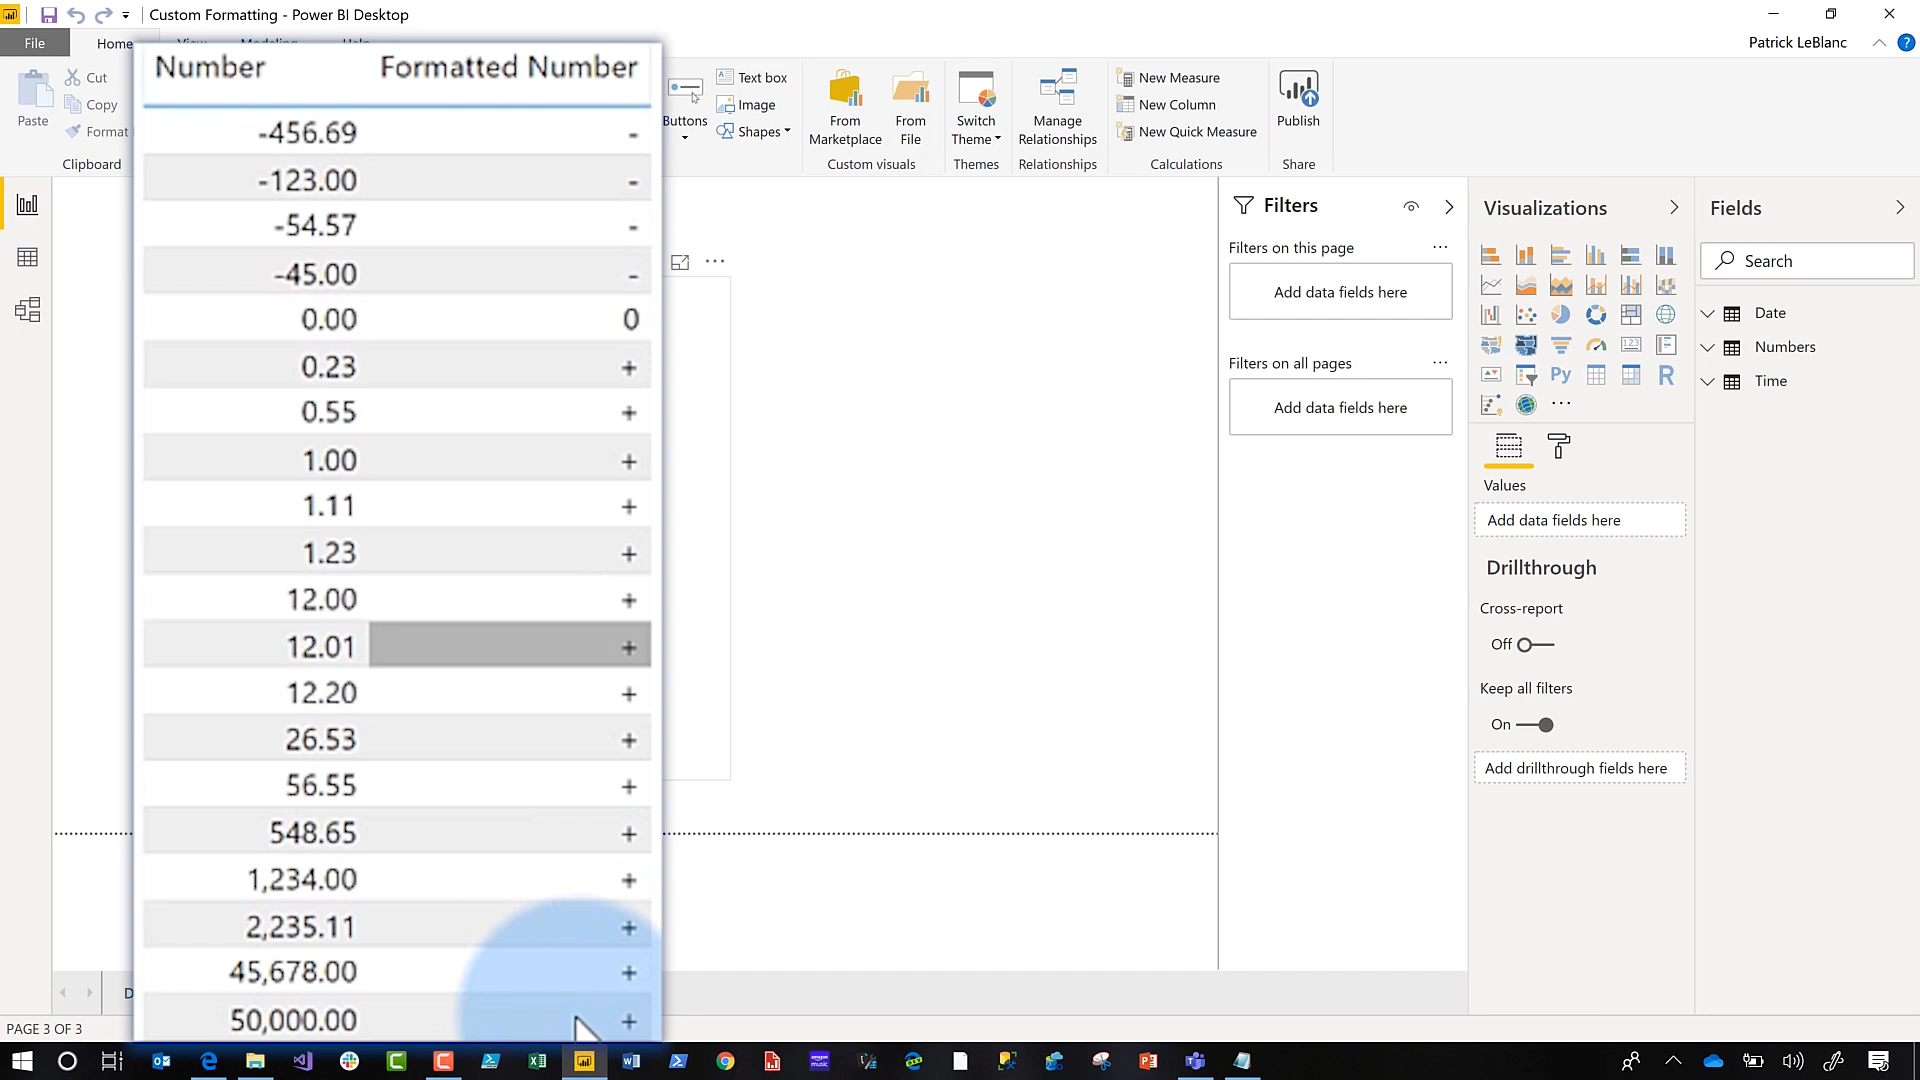 Custom Formatting - Power BI Desktop
File
Home
Patrick LeBlanc
?
Paste
Cut
Copy
Format
Clipboard
Buttons
Text box
Image
Shapes
From Marketplace
From File
Custom visuals
Switch Theme
Themes
Manage Relationships
Relationships
New Measure
New Column
New Quick Measure
Calculations
Publish
Share
Number Formatted Number
-456.69 -
-123.00 -
-54.57 -
-45.00 -
0.00 0
0.23 +
0.55 +
1.00 +
1.11 +
1.23 +
12.00 +
12.01 +
12.20 +
26.53 +
56.55 +
548.65 +
1,234.00 +
2,235.11 +
45,678.00 +
50,000.00 +
Filters
Filters on this page
Add data fields here
Filters on all pages
Add data fields here
Visualizations
123
Py
R
Values
Add data fields here
Drillthrough
Cross-report
Off
Keep all filters
On
Add drillthrough fields here
Fields
Search
Date
Numbers
Time
D
PAGE 3 OF 3